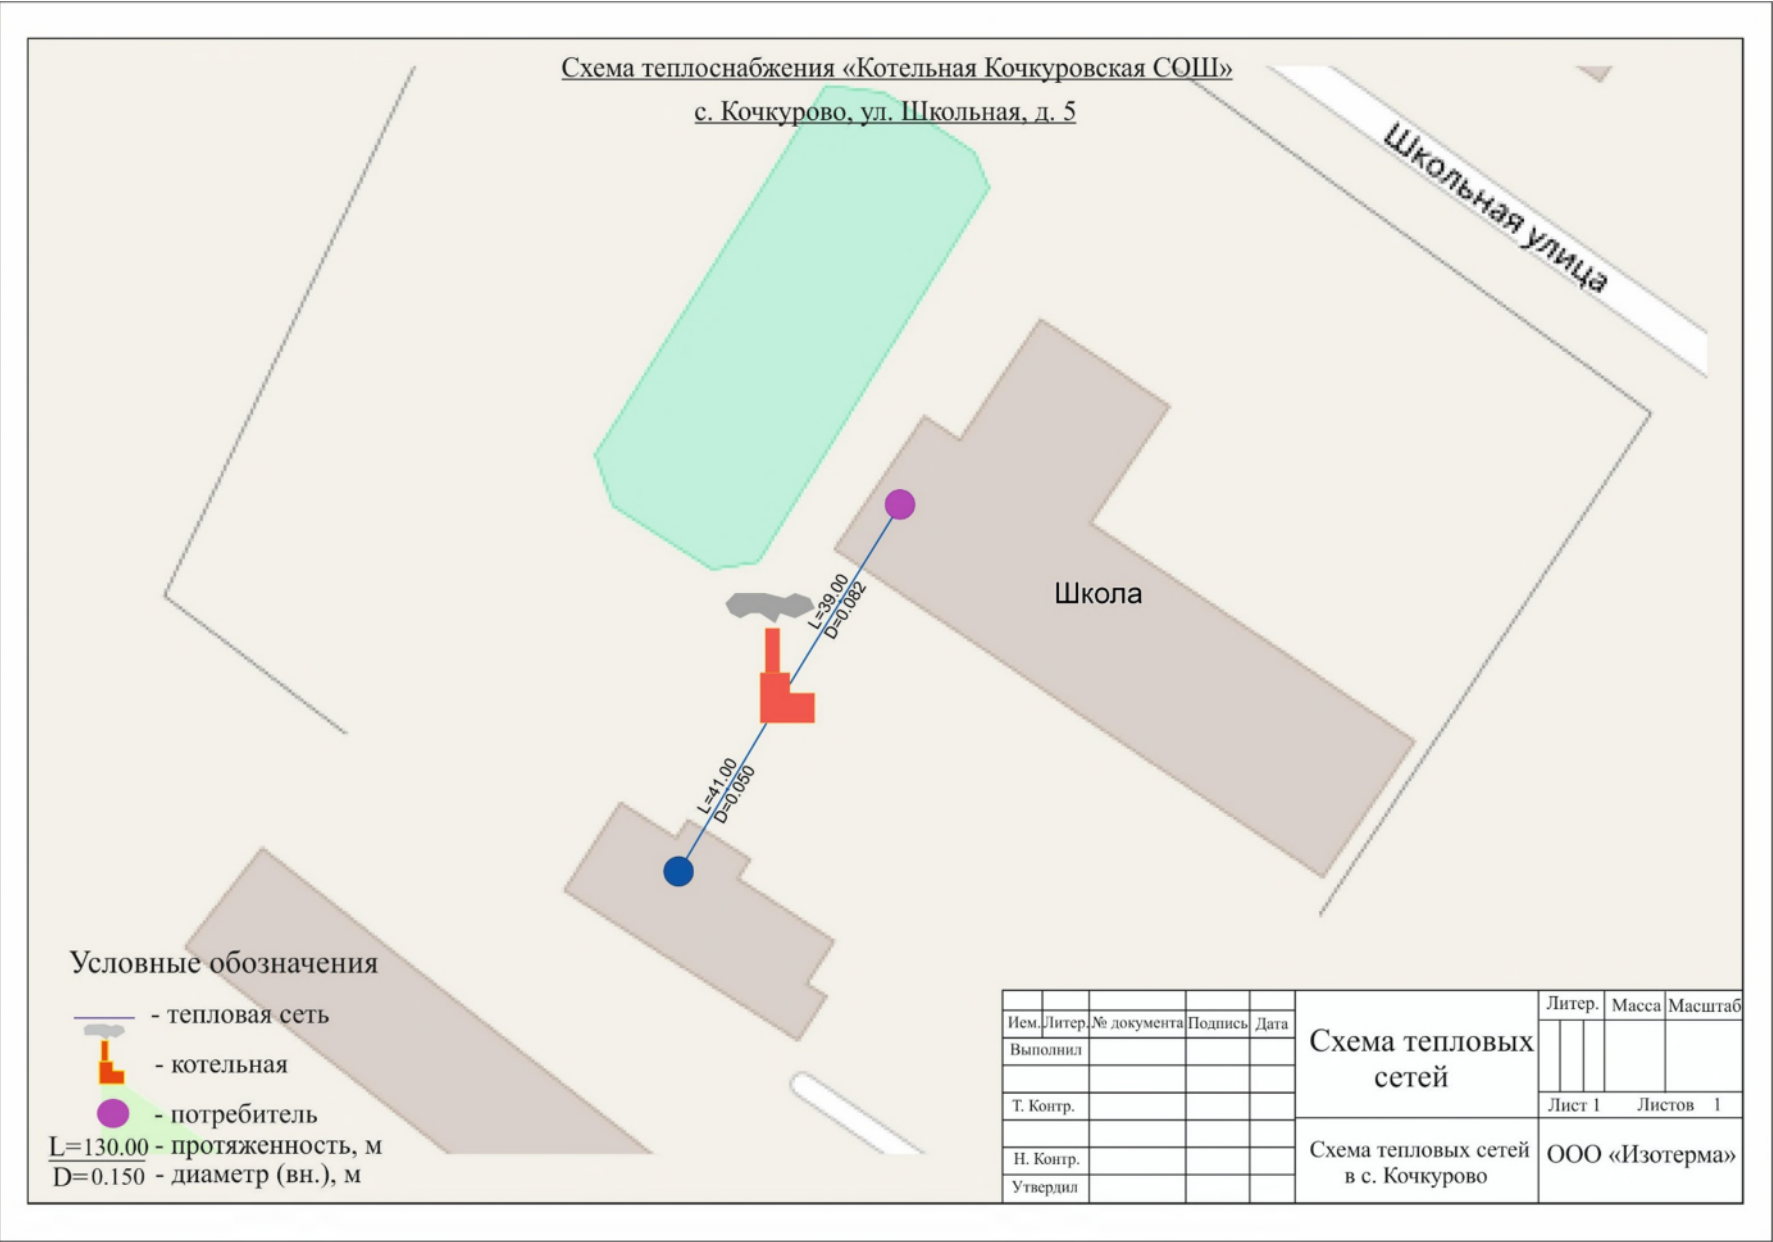 Схема теплоснабжения «Котельная Кочкуровская СОШ»
с. Кочкурово, ул. Школьная, д. 5
Школьная улица
Школа
L=39.00
D=0.082
L=41.00
D=0.050
Условные обозначения
- тепловая сеть
- котельная
- потребитель
L=130.00 - протяженность, м
D=0.150 - диаметр (вн.), м
Ием. Литер. № документа Подпись Дата
Выполнил
Т. Контр.
Н. Контр.
Утвердил
Схема тепловых
сетей
Схема тепловых сетей
в с. Кочкурово
Литер. Масса Масштаб
Лист 1 Листов 1
ООО «Изотерма»